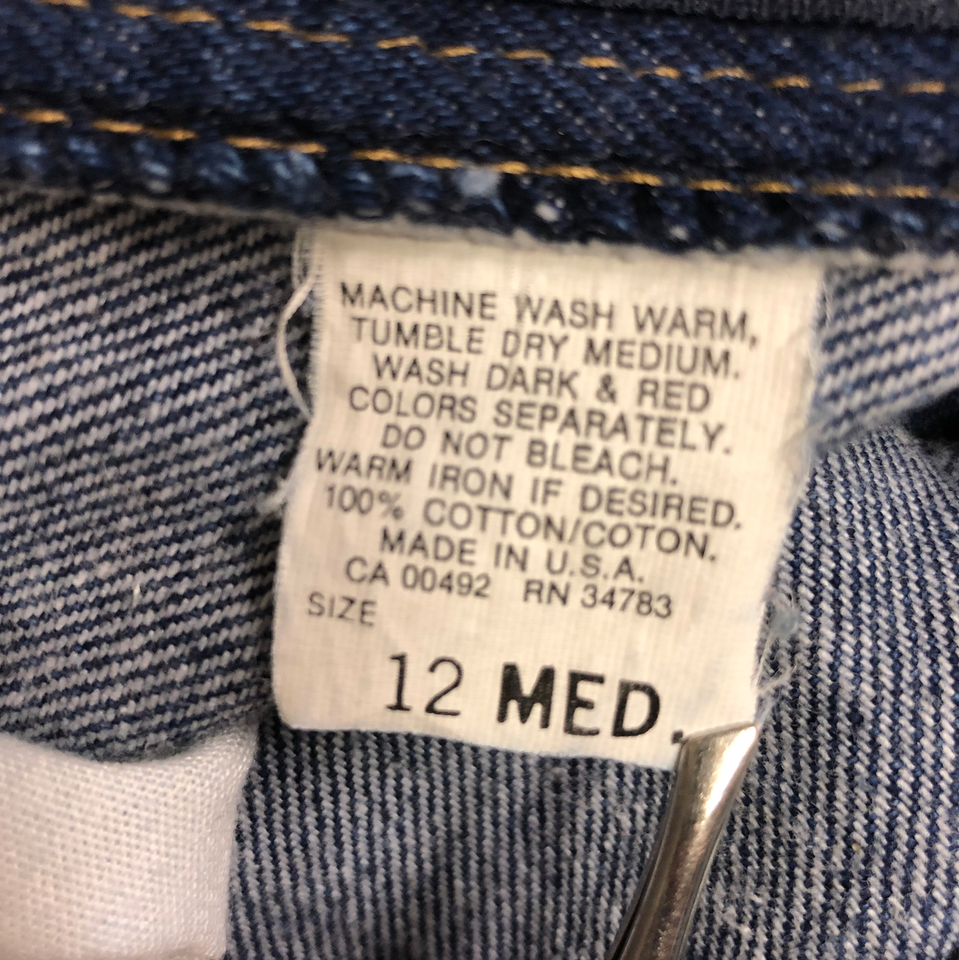 MACHINE WASH WARM,
TUMBLE DRY MEDIUM.
WASH DARK & RED
COLORS SEPARATELY.
DO NOT BLEACH.
WARM IRON IF DESIRED.
100% COTTON/COTON.
MADE IN U.S.A.
CA 00492 RN 34783
SIZE
12 MED.